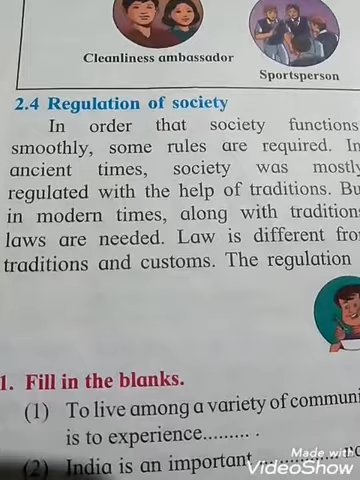 Cleanliness ambassador
Sportsperson
2.4 Regulation of society
In order that society functions
smoothly, some rules are required. In
ancient times, society was mostly
regulated with the help of traditions. Bu
in modern times, along with tradition
laws are needed. Law is different fro
traditions and customs. The regulation
1. Fill in the blanks.
(1) To live among a variety of communi
is to experience......... .
(2) India is an important ..............
Made with
VideoShow